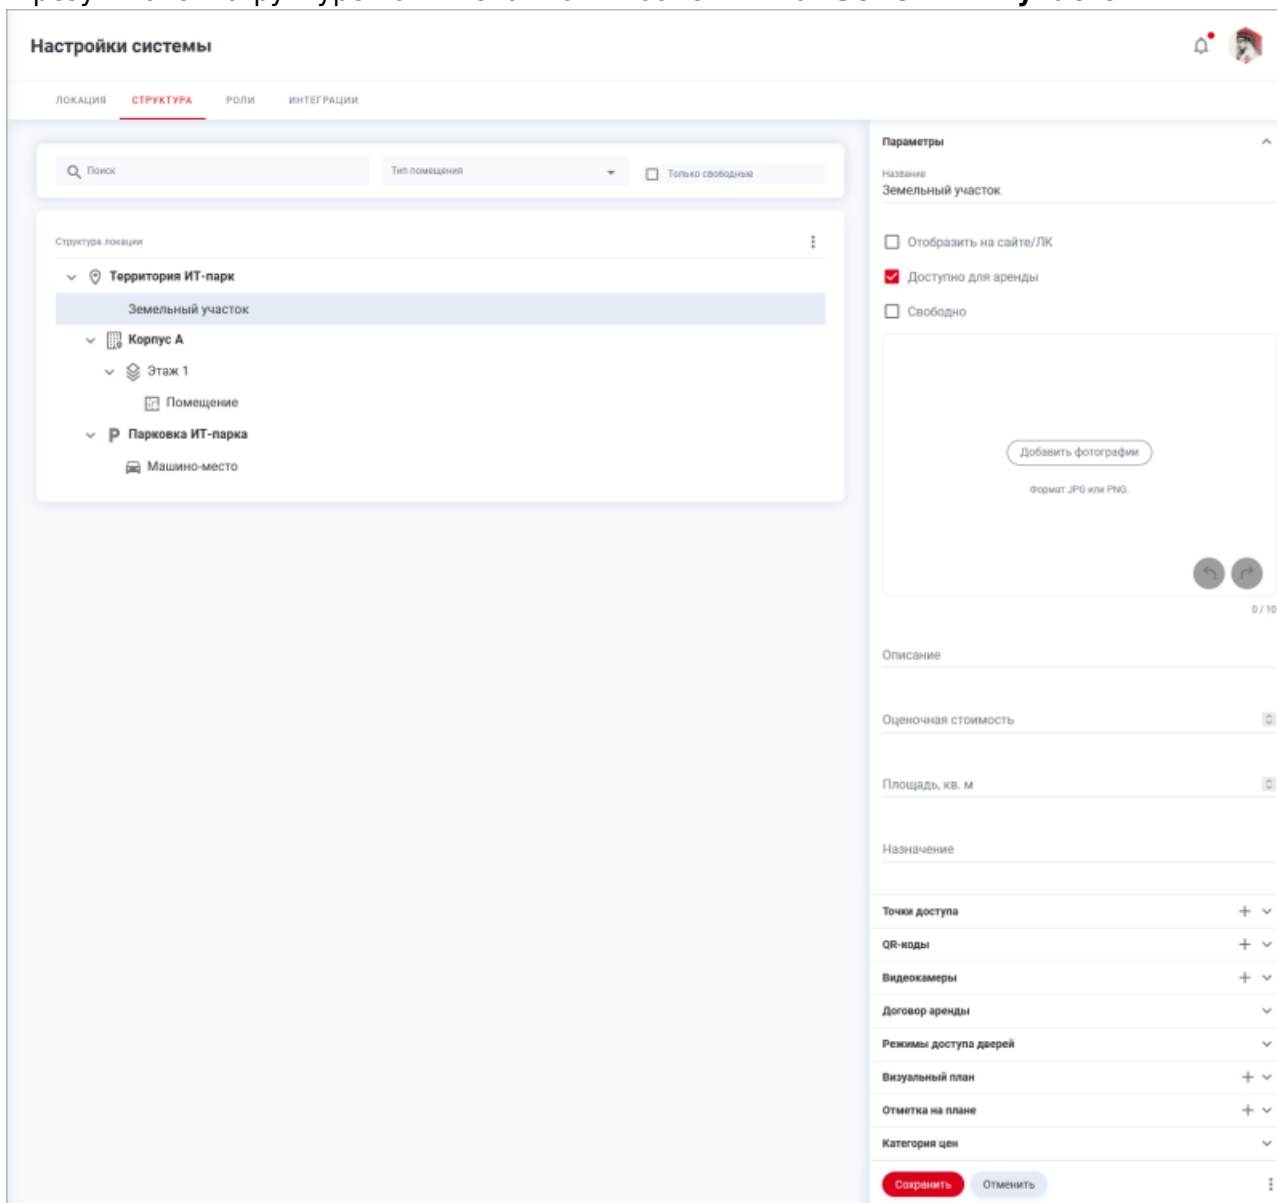 Настройки системы
ЛОКАЦИЯ СТРУКТУРА РОЛИ ИНТЕГРАЦИИ
Поиск
Тип помещения
Только свободные
Структура локации
Территория ИТ-парк
Земельный участок
Корпус А
Этаж 1
Помещение
P Парковка ИТ-парка
Машино-место
Параметры
Название
Земельный участок
Отобразить на сайте/ЛК
Доступно для аренды
Свободно
Добавить фотографии
Формат JPG или PNG.
0 / 10
Описание
Оценочная стоимость
Площадь, кв. м
Назначение
Точки доступа
QR-коды
Видеокамеры
Договор аренды
Режимы доступа дверей
Визуальный план
Отметка на плане
Категория цен
Сохранить Отменить